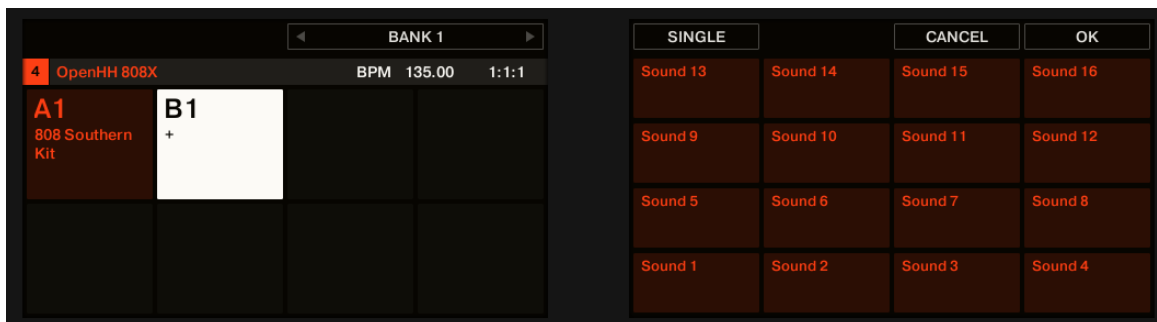 BANK 1
4 OpenHH 808X BPM 135.00 1:1:1
A1
808 Southern
Kit
B1
+
SINGLE CANCEL OK
Sound 13 Sound 14 Sound 15 Sound 16
Sound 9 Sound 10 Sound 11 Sound 12
Sound 5 Sound 6 Sound 7 Sound 8
Sound 1 Sound 2 Sound 3 Sound 4